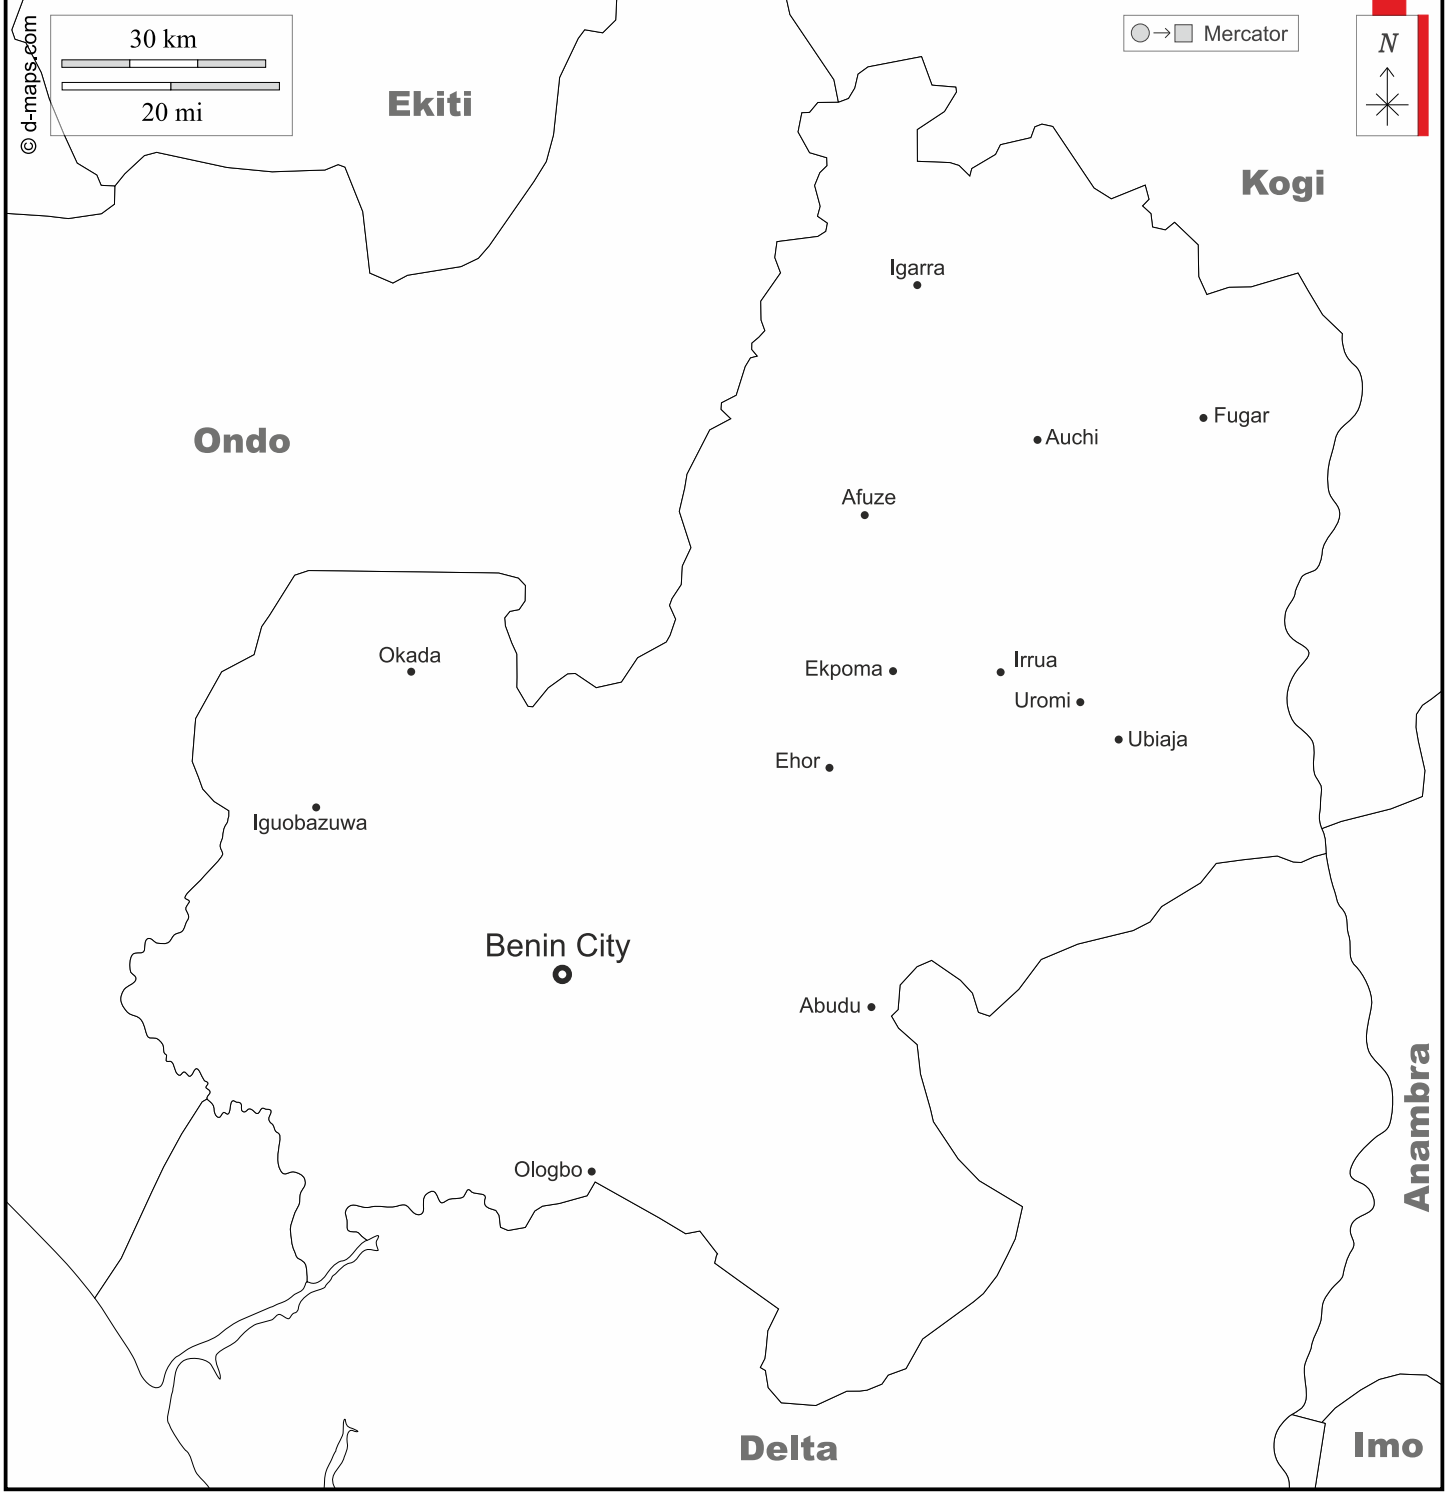 © d-maps.com
30 km
20 mi
Mercator
N
Ekiti
Kogi
Igarra
Fugar
Auchi
Ondo
Afuze
Okada
Ekpoma
Irrua
Uromi
Ubiaja
Ehor
Iguobazuwa
Benin City
Abudu
Anambra
Ologbo
Delta
Imo